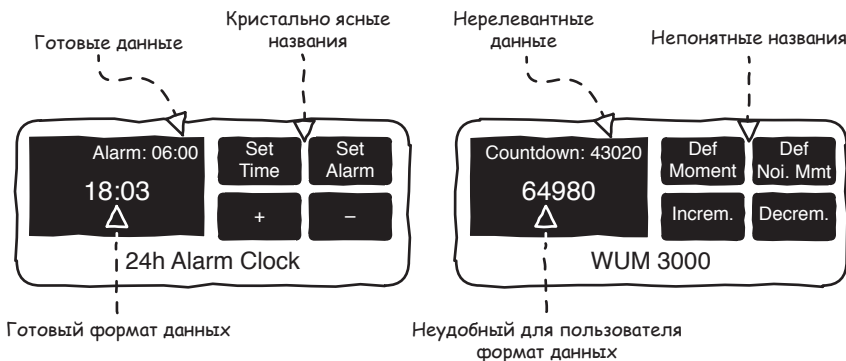 Готовые данные
Кристально ясные
названия
Alarm: 06:00
18:03
Set
Time
Set
Alarm
+
–
24h Alarm Clock
Готовый формат данных
Нерелевантные
данные
Непонятные названия
Countdown: 43020
64980
Def
Moment
Def
Noi. Mmt
Increm.
Decrem.
WUM 3000
Неудобный для пользователя
формат данных